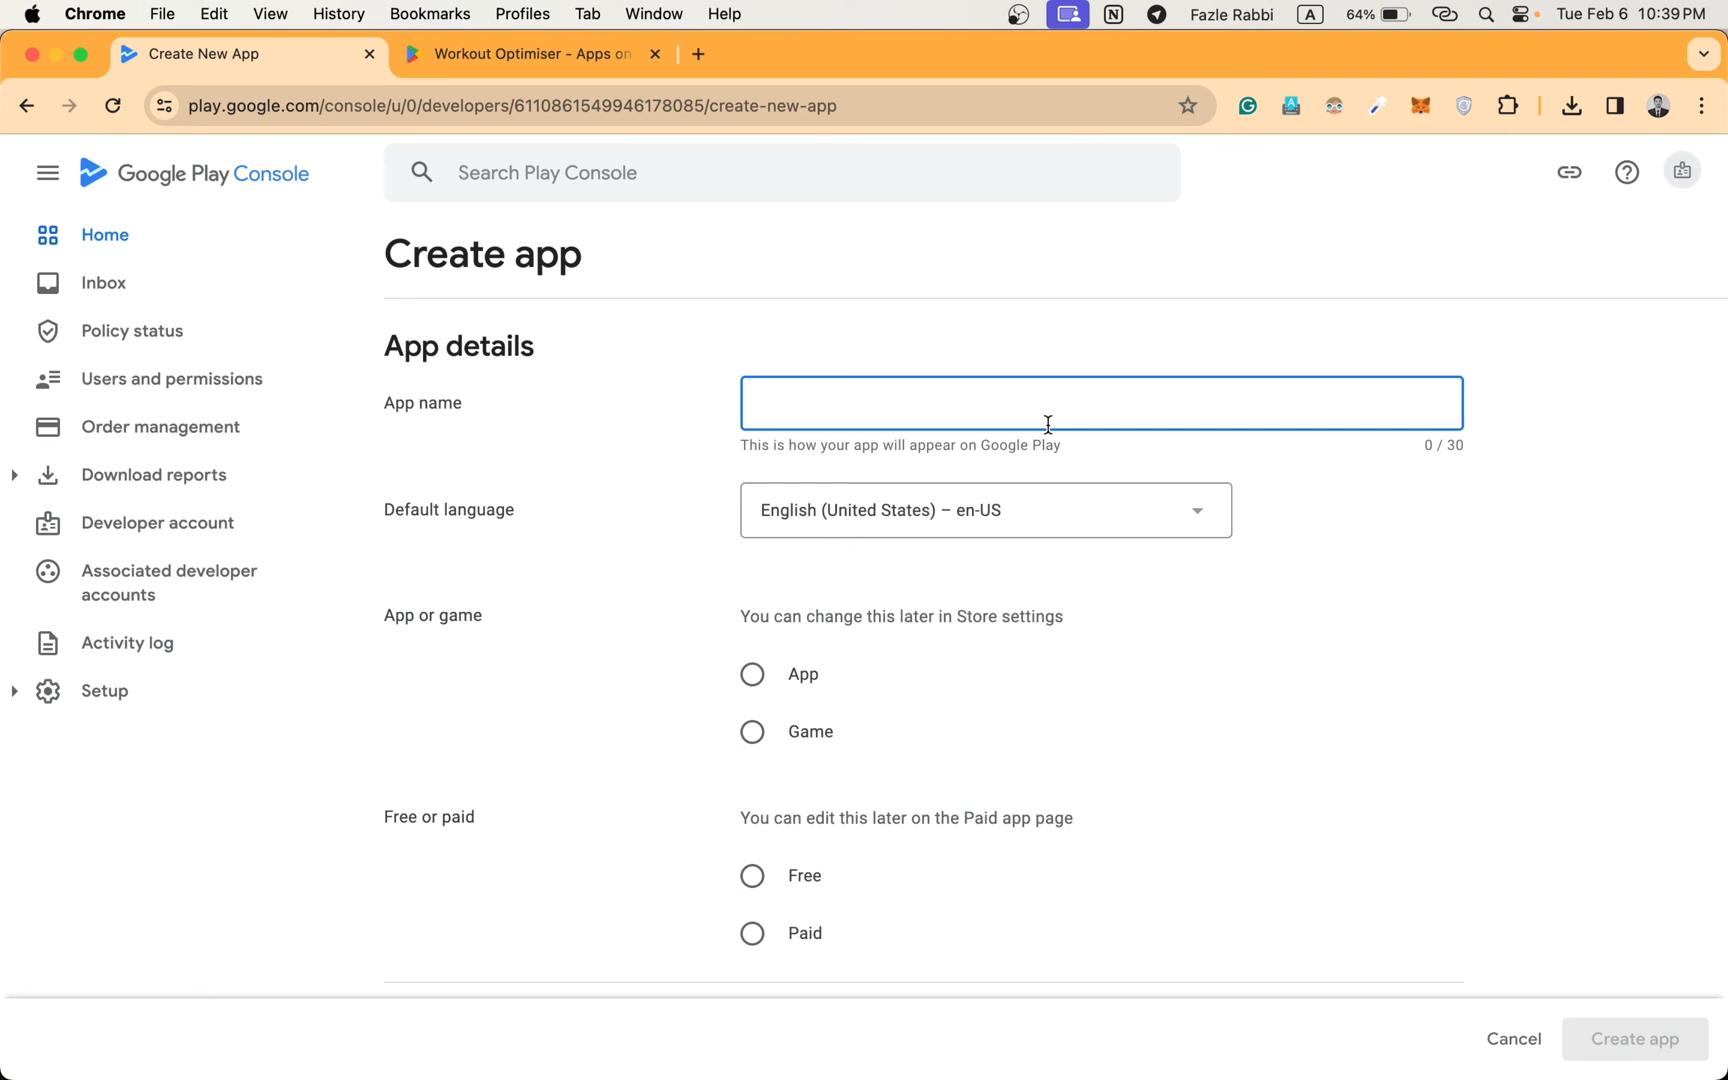 Chrome File Edit View History Bookmarks Profiles Tab Window Help Fazle Rabbi A 64% Tue Feb 6 10:39 PM
Create New App Workout Optimiser - Apps on
play.google.com/console/u/0/developers/6110861549946178085/create-new-app
Google Play Console
Search Play Console
Home
Inbox
Policy status
Users and permissions
Order management
Download reports
Developer account
Associated developer
accounts
Activity log
Setup
Create app
App details
App name
This is how your app will appear on Google Play 0 / 30
Default language English (United States) – en-US
App or game You can change this later in Store settings
App
Game
Free or paid You can edit this later on the Paid app page
Free
Paid
Cancel Create app